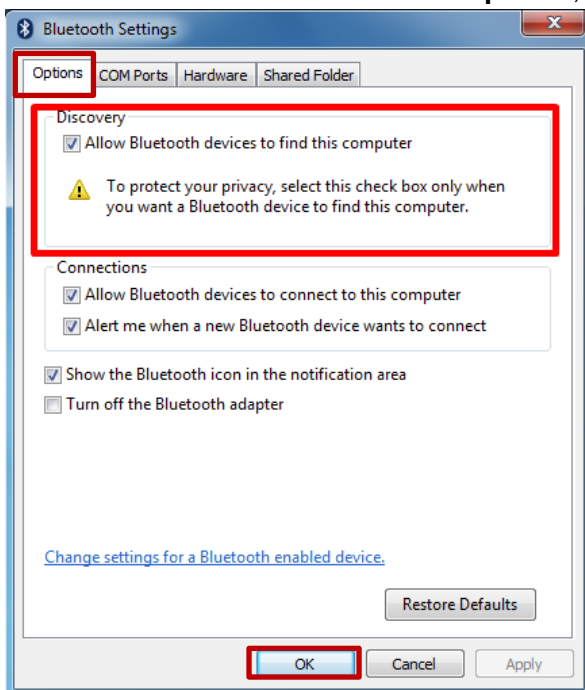 Bluetooth Settings
Options COM Ports Hardware Shared Folder
Discovery
Allow Bluetooth devices to find this computer
To protect your privacy, select this check box only when
you want a Bluetooth device to find this computer.
Connections
Allow Bluetooth devices to connect to this computer
Alert me when a new Bluetooth device wants to connect
Show the Bluetooth icon in the notification area
Turn off the Bluetooth adapter
Change settings for a Bluetooth enabled device.
Restore Defaults
OK Cancel Apply